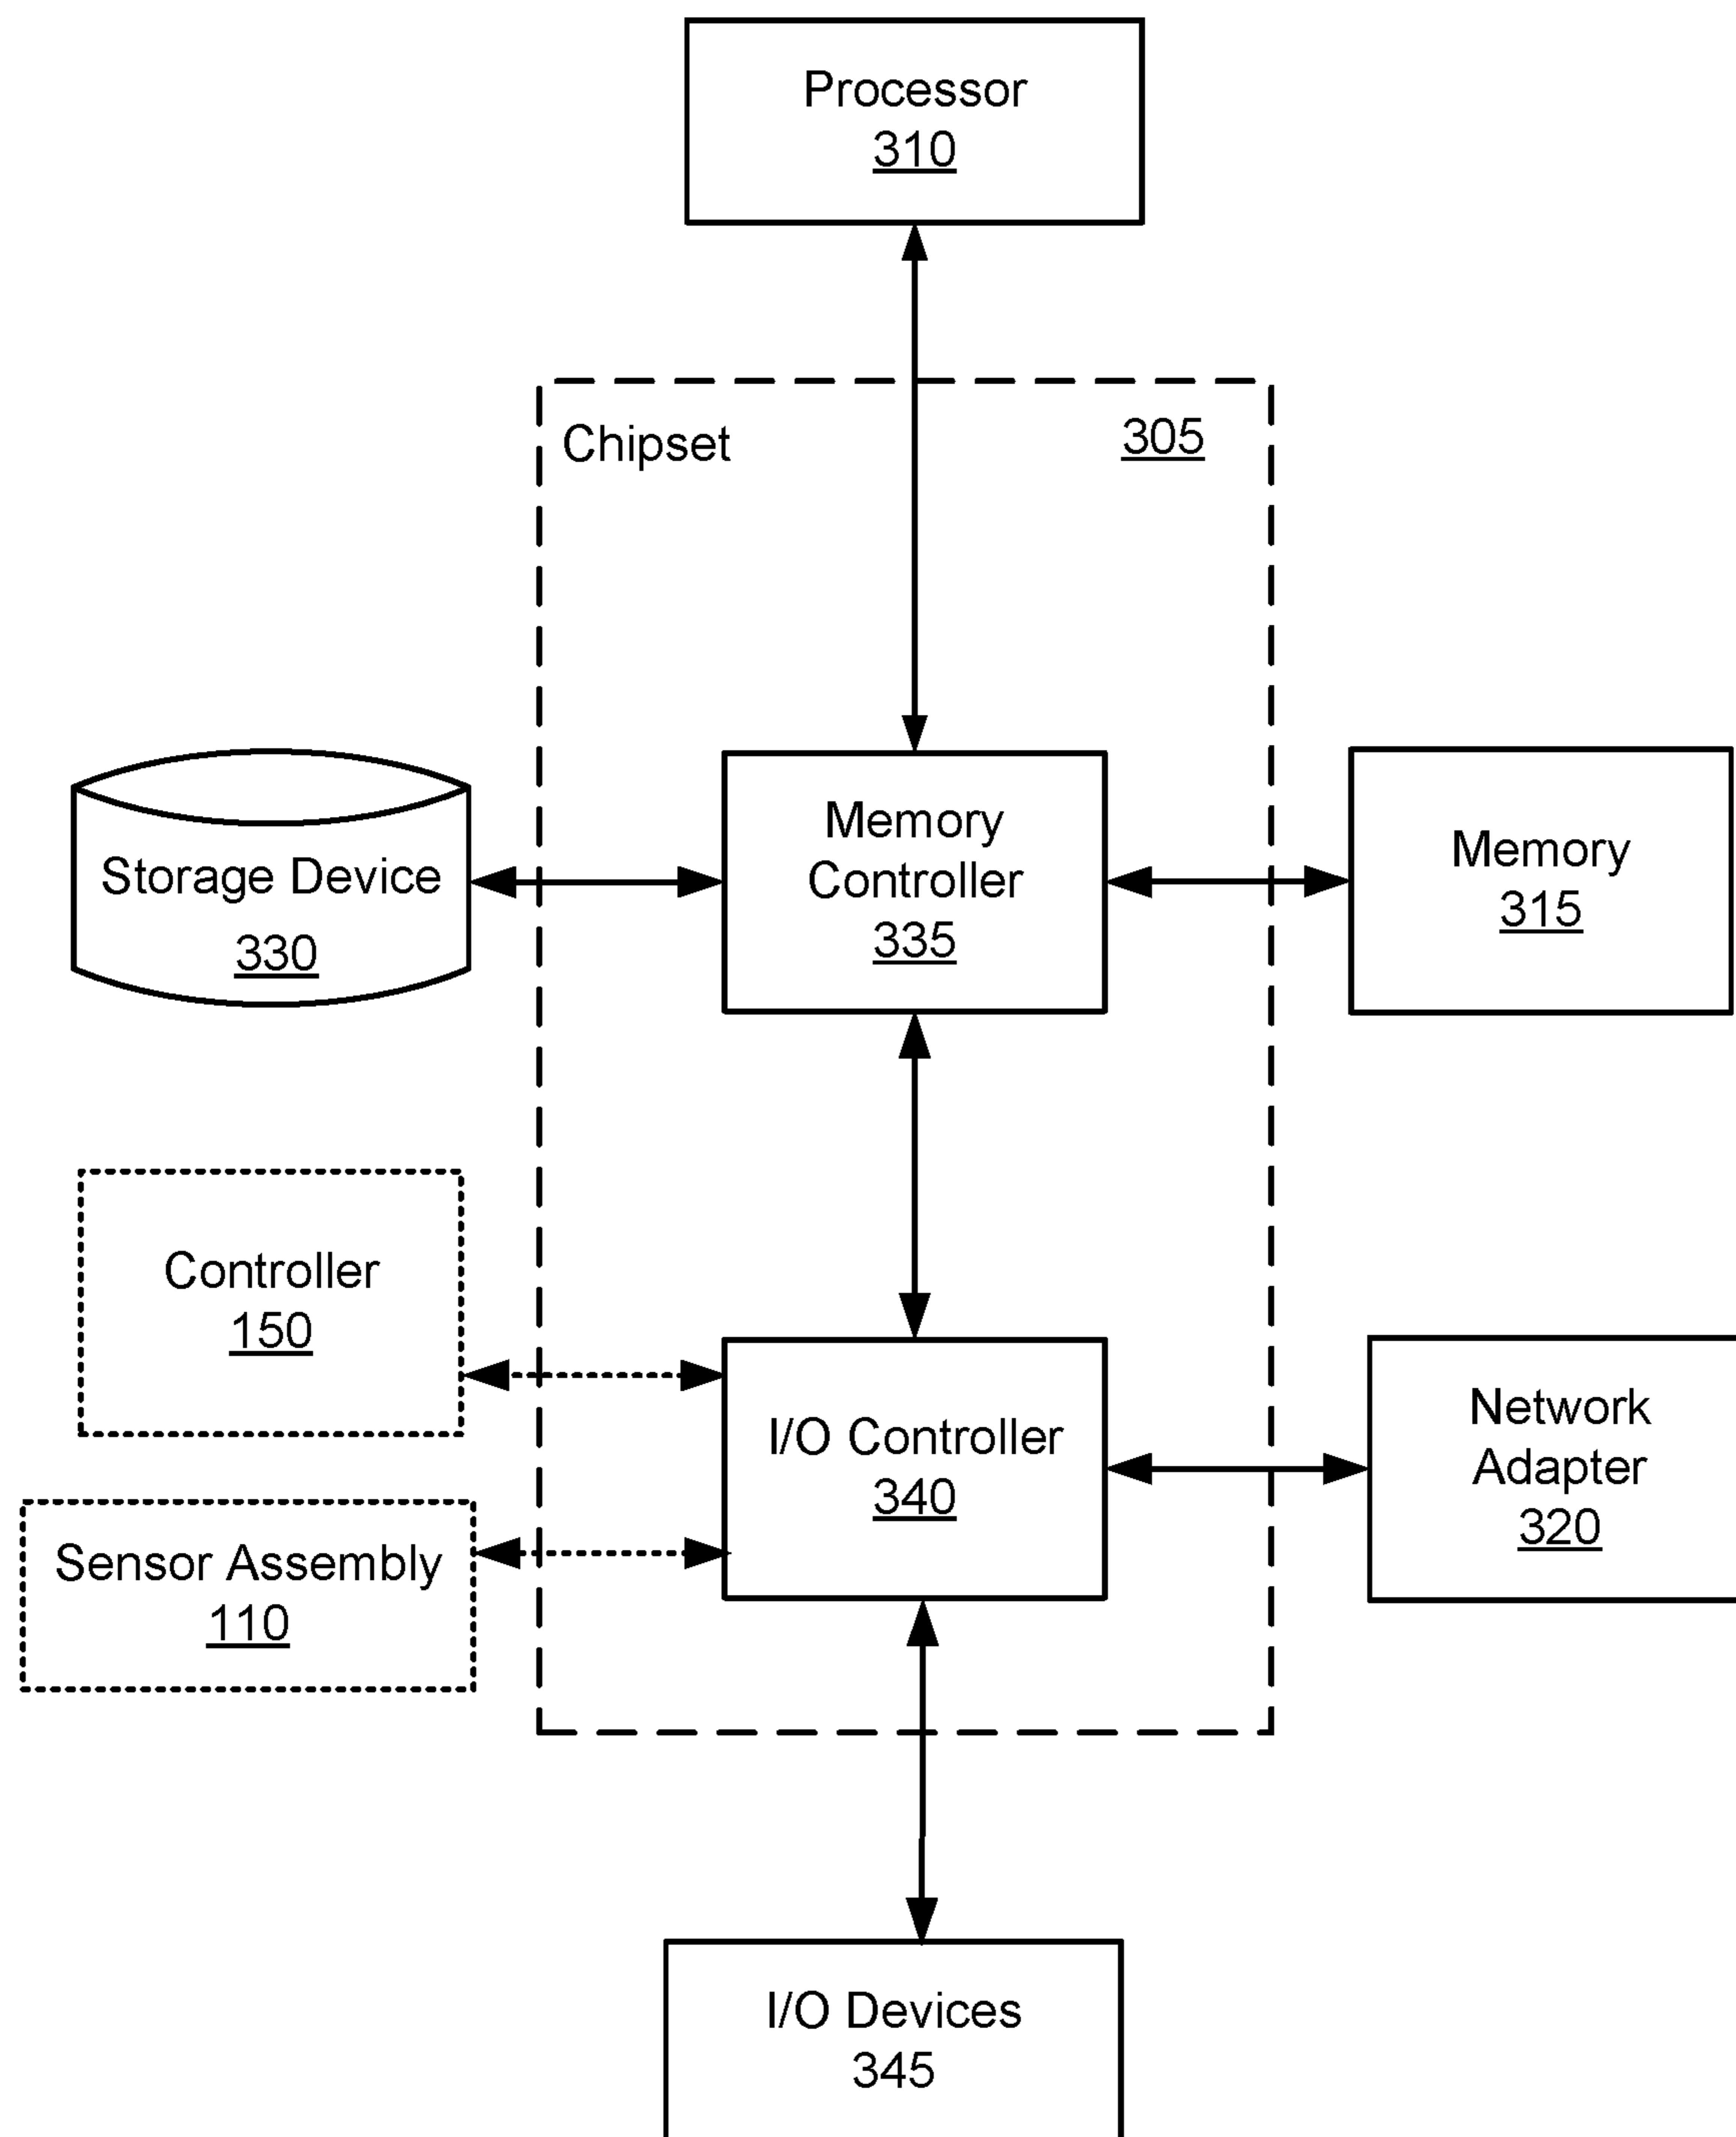 Processor
310
Chipset
305
Storage Device
330
Memory
Controller
335
Memory
315
Controller
150
I/O Controller
340
Network
Adapter
320
Sensor Assembly
110
I/O Devices
345